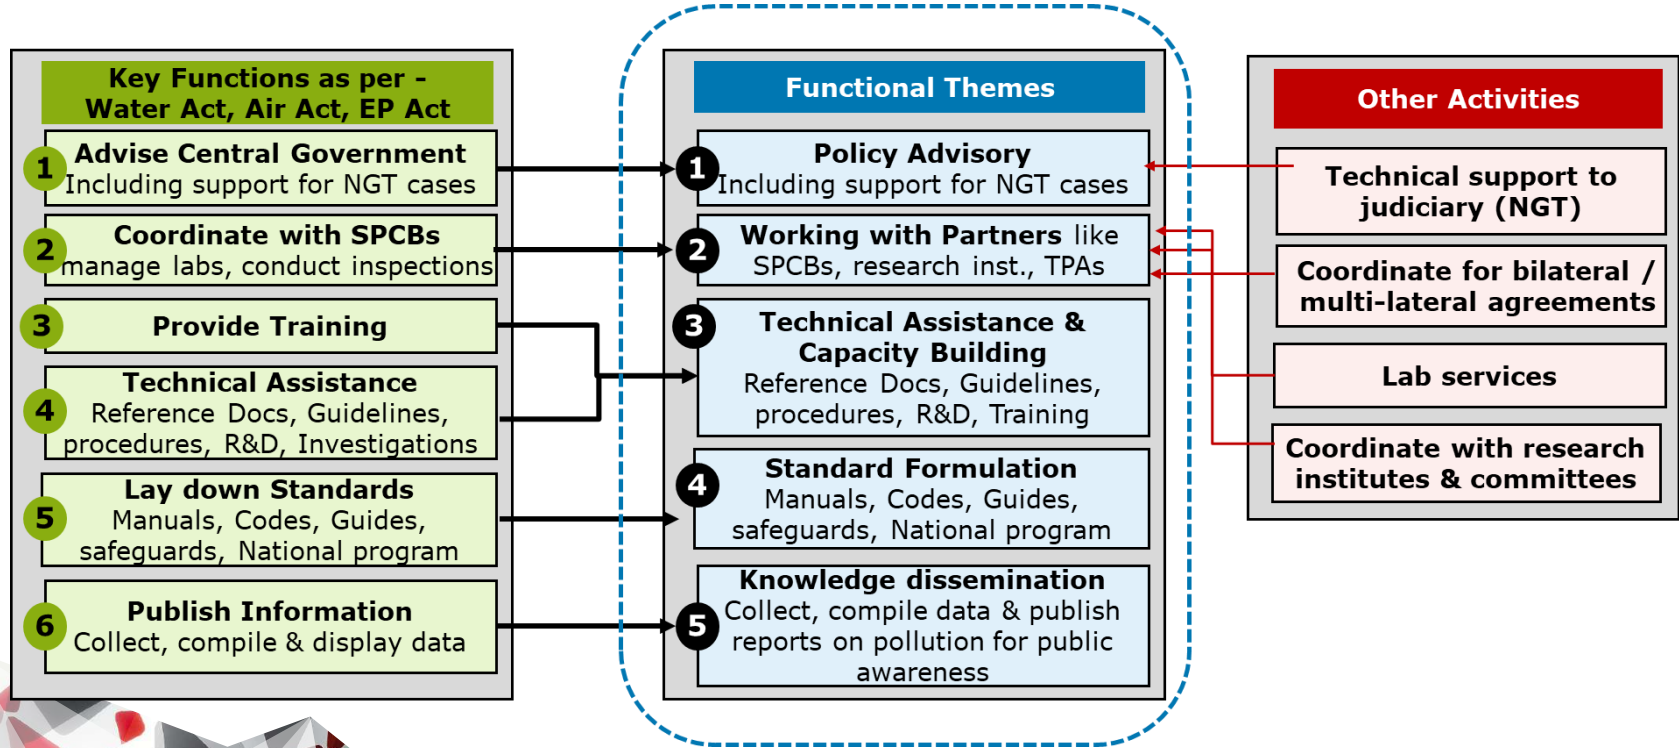 Key Functions as per -
Water Act, Air Act, EP Act
1
Advise Central Government
Including support for NGT cases
2
Coordinate with SPCBs
manage labs, conduct inspections
3
Provide Training
4
Technical Assistance
Reference Docs, Guidelines,
procedures, R&D, Investigations
5
Lay down Standards
Manuals, Codes, Guides,
safeguards, National program
6
Publish Information
Collect, compile & display data
Functional Themes
1
Policy Advisory
Including support for NGT cases
2
Working with Partners like
SPCBs, research inst., TPAs
3
Technical Assistance &
Capacity Building
Reference Docs, Guidelines,
procedures, R&D, Training
4
Standard Formulation
Manuals, Codes, Guides,
safeguards, National program
5
Knowledge dissemination
Collect, compile data & publish
reports on pollution for public
awareness
Other Activities
Technical support to
judiciary (NGT)
Coordinate for bilateral /
multi-lateral agreements
Lab services
Coordinate with research
institutes & committees